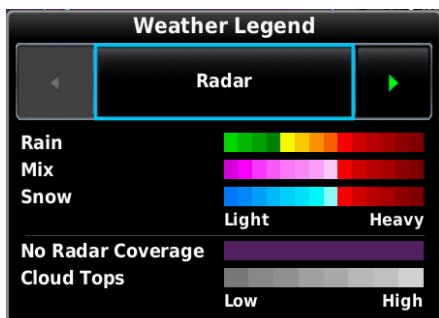 Weather Legend
Radar
Rain
Mix
Snow
Light Heavy
No Radar Coverage
Cloud Tops
Low High